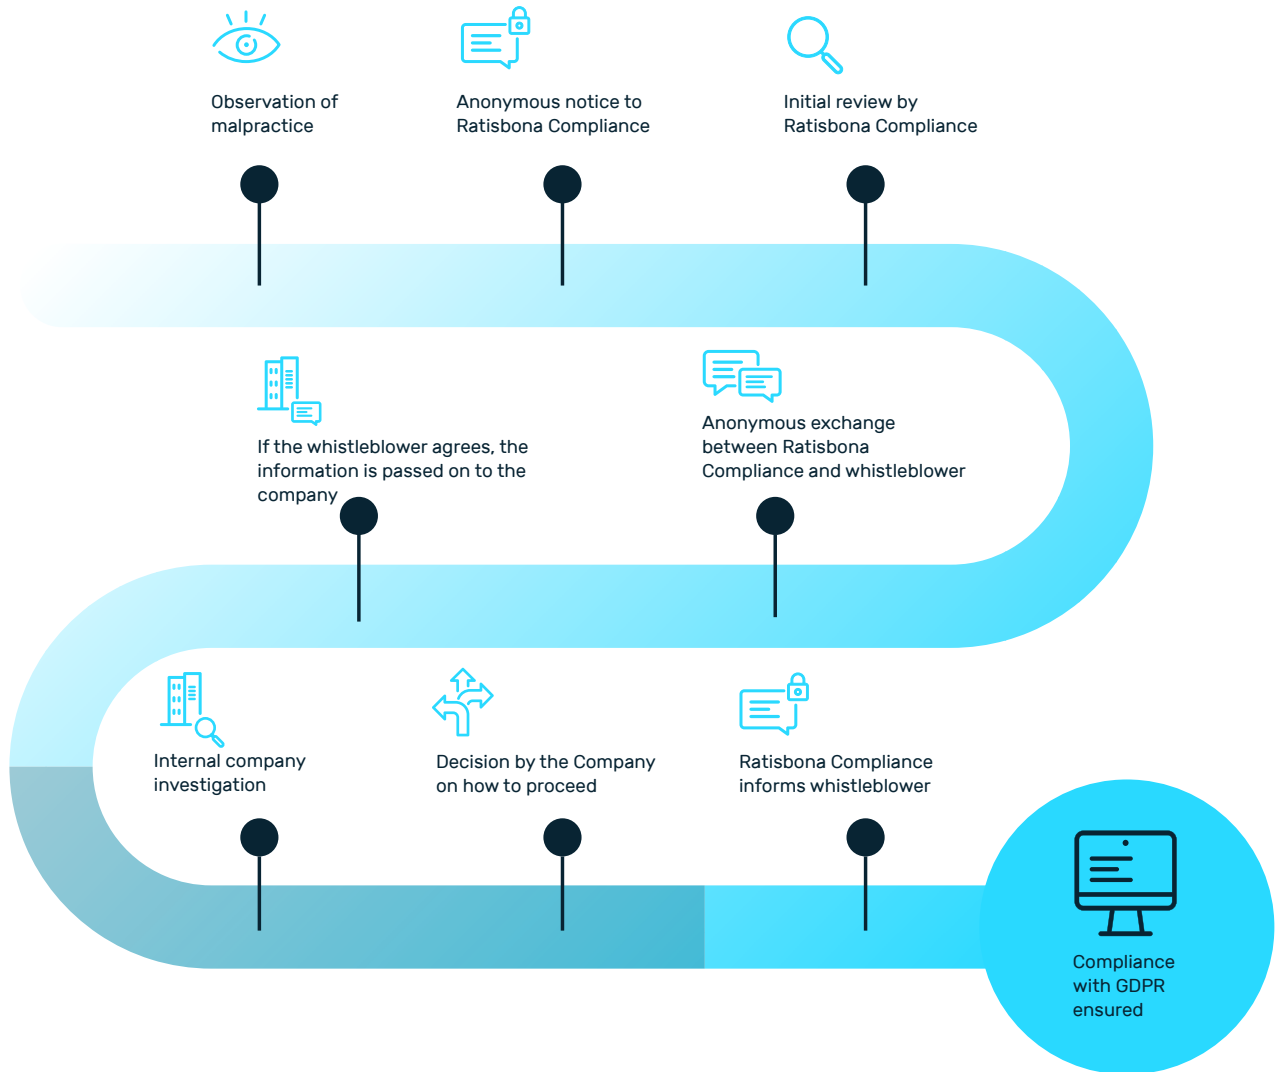 Observation of
malpractice
Anonymous notice to
Ratisbona Compliance
Initial review by
Ratisbona Compliance
If the whistleblower agrees, the
information is passed on to the
company
Anonymous exchange
between Ratisbona
Compliance and whistleblower
Internal company
investigation
Decision by the Company
on how to proceed
Ratisbona Compliance
informs whistleblower
Compliance
with GDPR
ensured